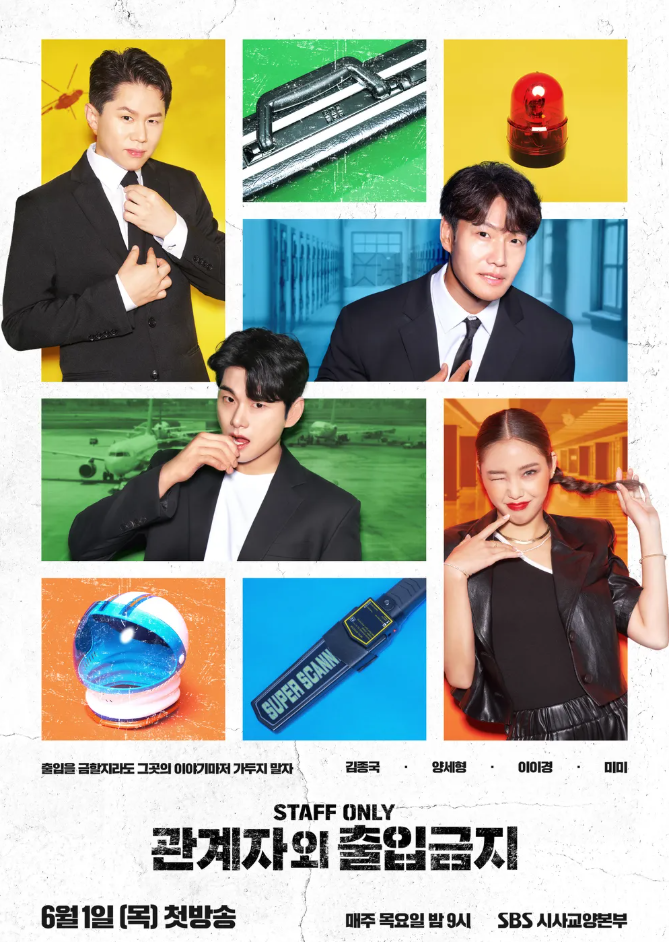 SUPER SCANN
출입을 금할지라도 그곳의 이야기마저 가두지 말자
김종국 · 양세형 · 이이경 · 미미
STAFF ONLY
관계자외 출입금지
6월 1일 (목) 첫방송
매주 목요일 밤 9시 SBS 시사교양본부